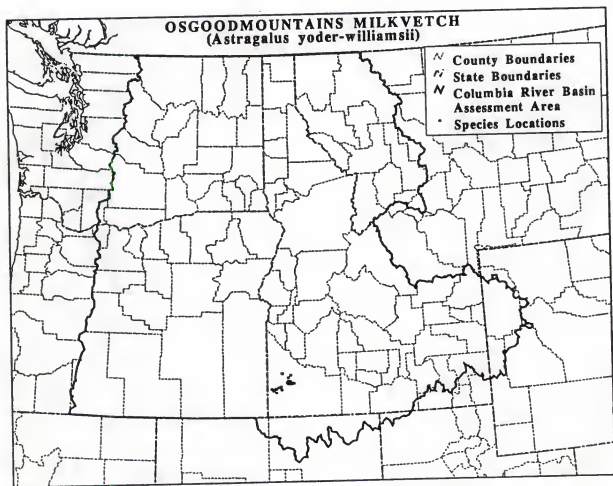 OSGOODMOUNTAINS MILKVETCH
(Astragalus yoder-williamsii)
County Boundaries
State Boundaries
Columbia River Basin
Assessment Area
Species Locations